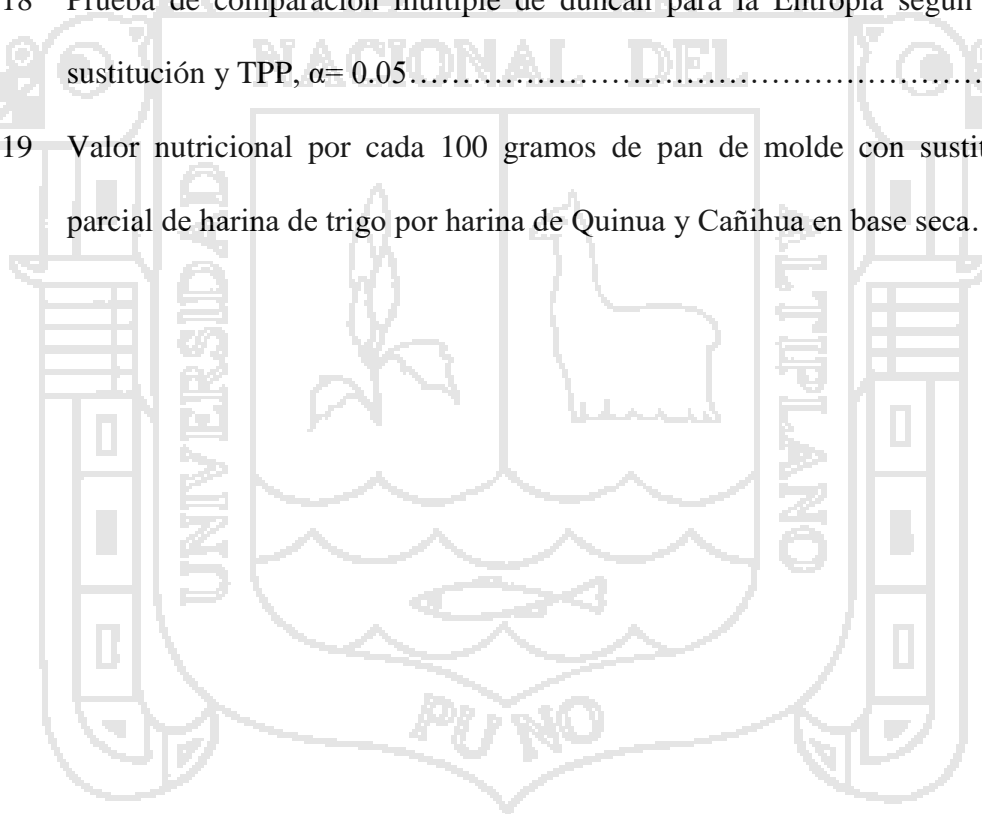 18 Prueba de comparación múltiple de duncan para la Entropía según
sustitución y TPP, α= 0.05……………………………………………………
19 Valor nutricional por cada 100 gramos de pan de molde con sustit
parcial de harina de trigo por harina de Quinua y Cañihua en base seca.
NACIONAL DEL
UNIVERSIDAD
ALTIPLANO
PUNO